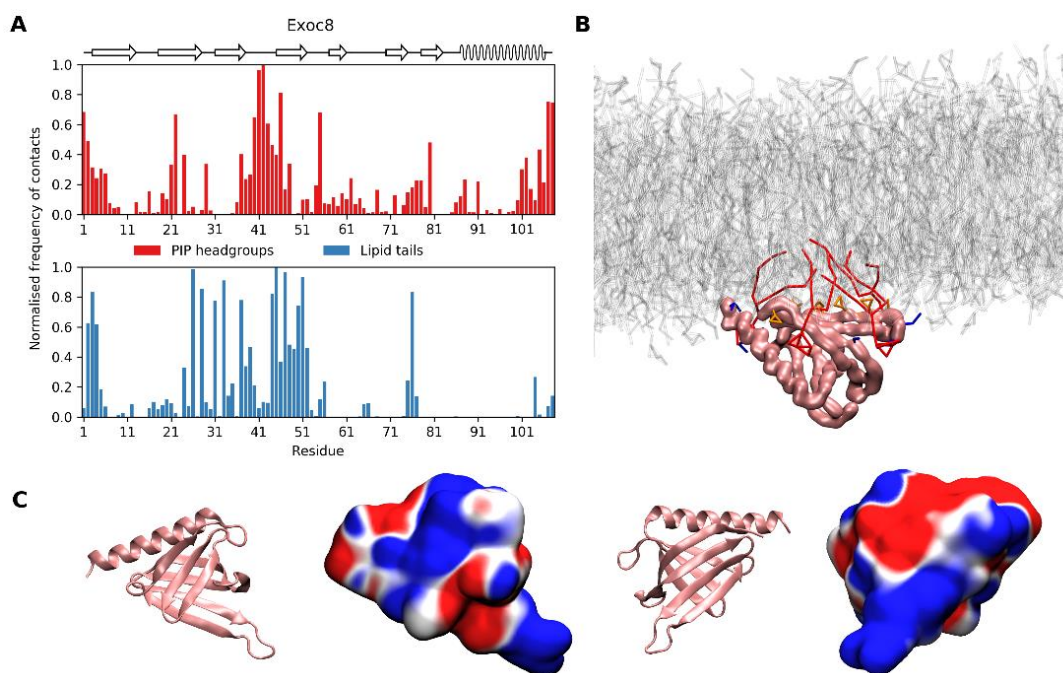 A
Exoc8
B
1.0
0.8
0.6
0.4
0.2
0.0
1 11 21 31 41 51 61 71 81 91 101
PIP headgroups Lipid tails
Normalised frequency of contacts
1.0
0.8
0.6
0.4
0.2
0.0
1 11 21 31 41 51 61 71 81 91 101
Residue
C